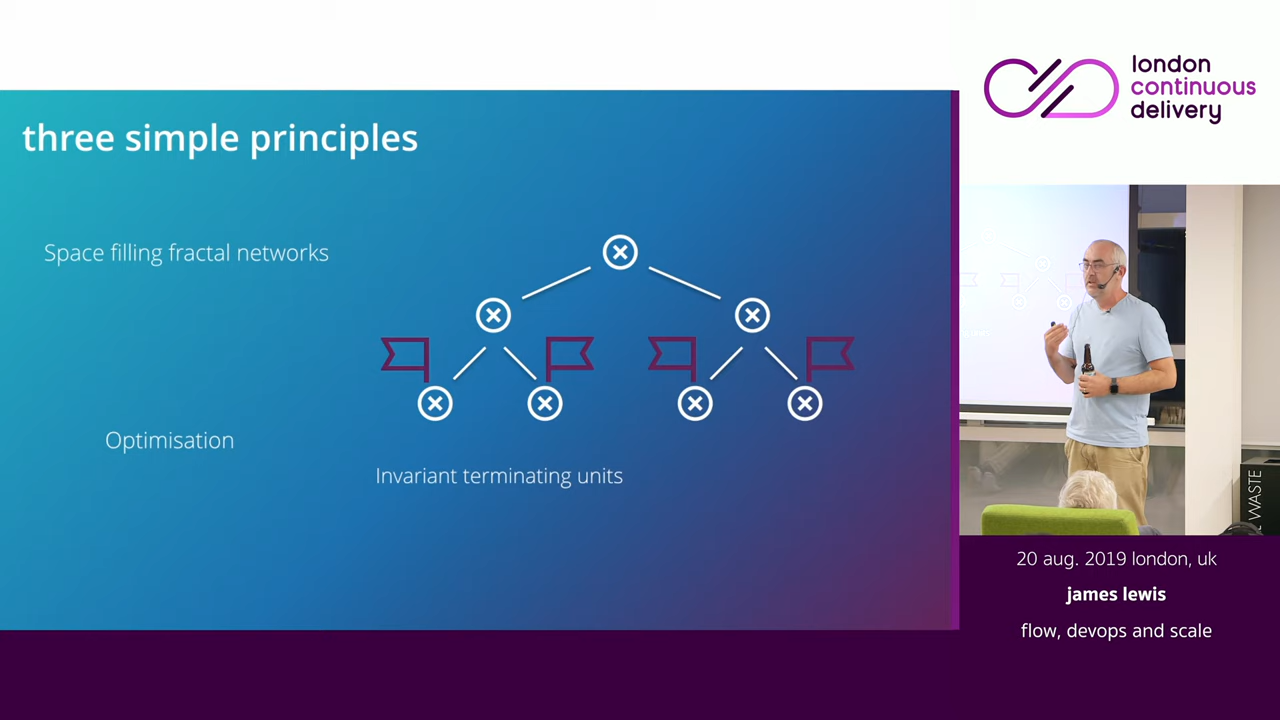 three simple principles
Space filling fractal networks
Optimisation
Invariant terminating units
london
continuous
delivery
WASTE
20 aug. 2019 london, uk
james lewis
flow, devops and scale